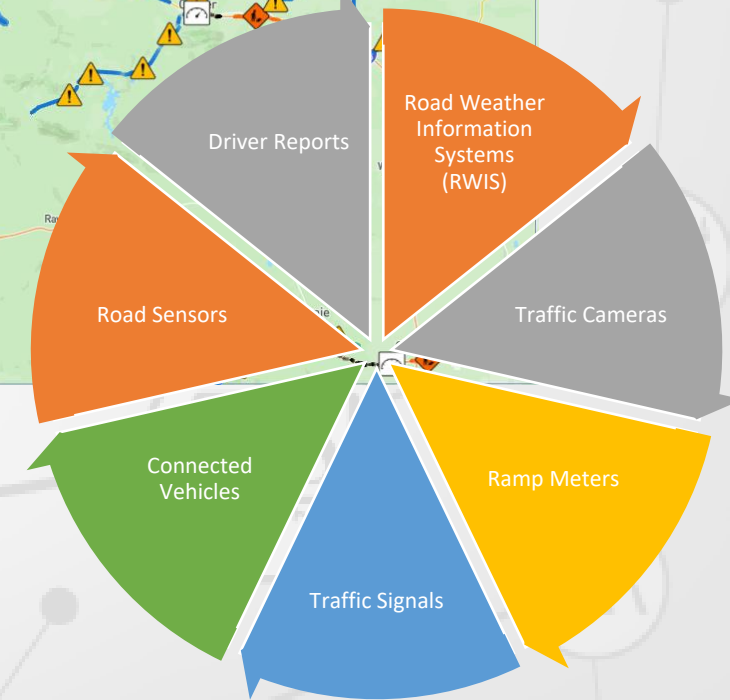 Driver Reports
Road Weather
Information
Systems
(RWIS)
Road Sensors
Traffic Cameras
Connected
Vehicles
Ramp Meters
Traffic Signals